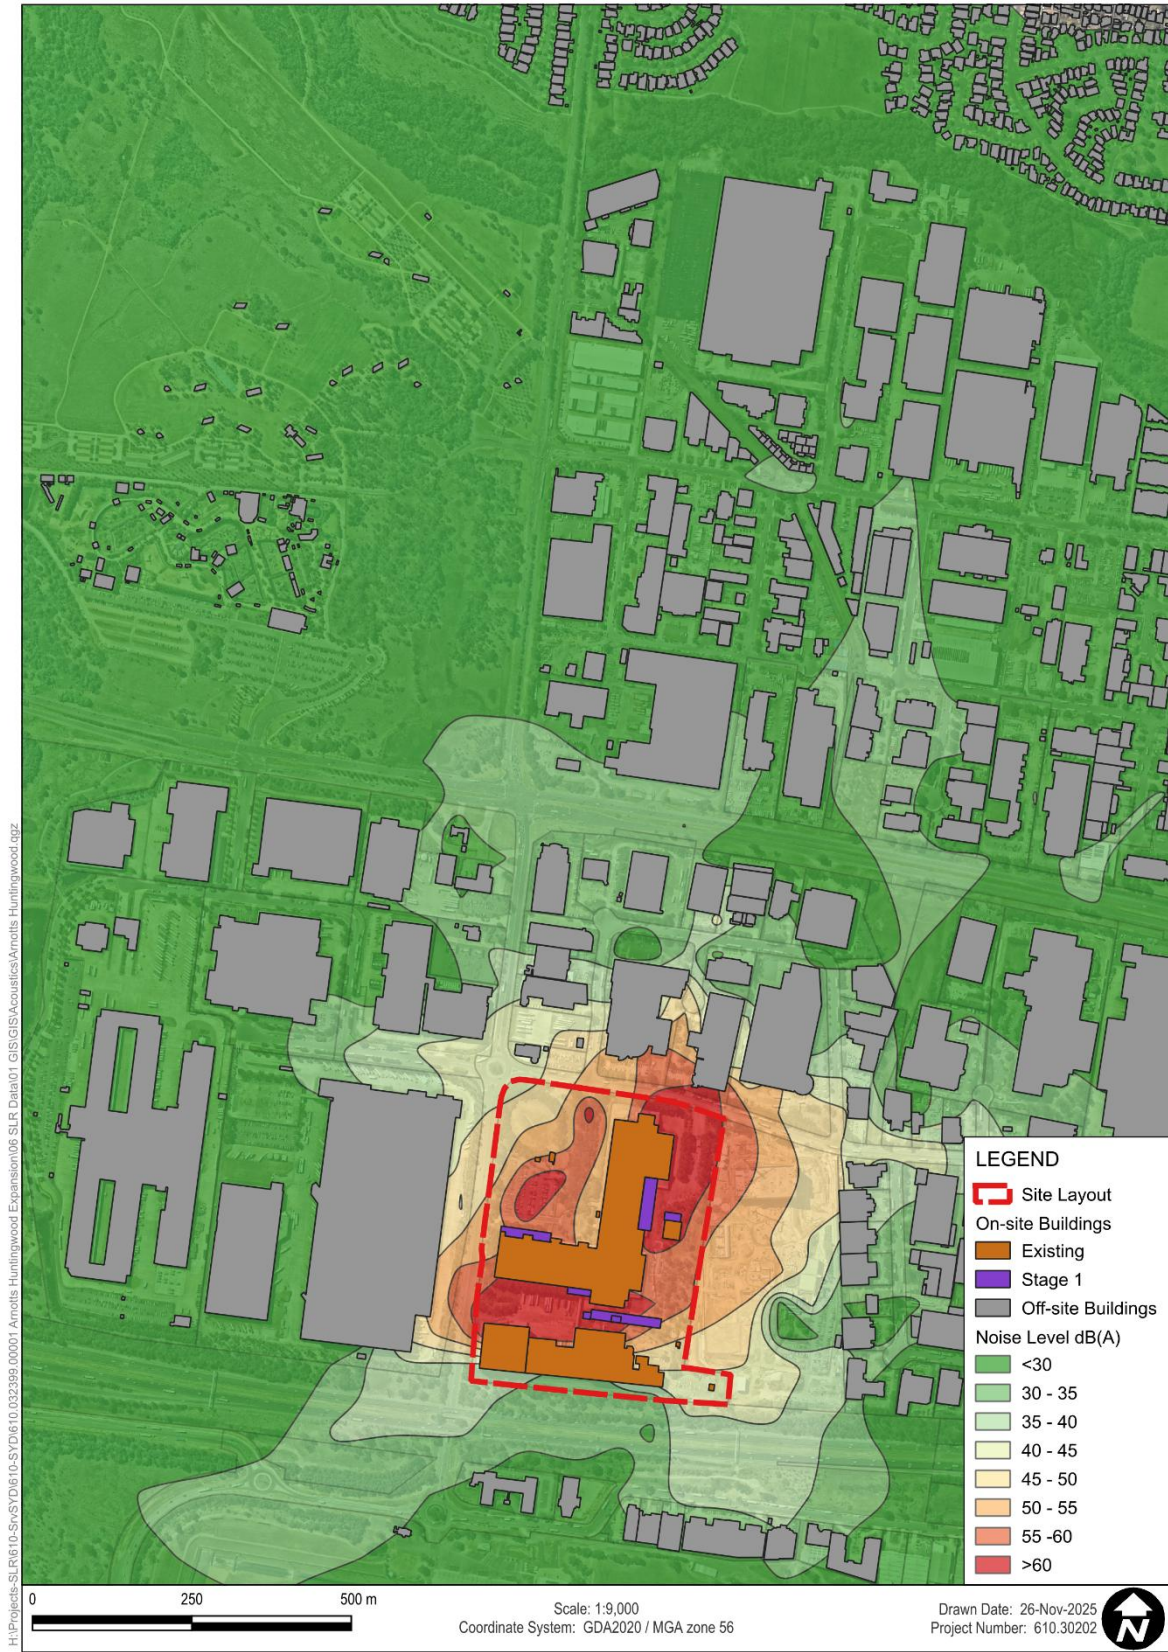 H:\Projects-SLR\610-SrvSYD\610-SYD\610.032399.00001 Arnotts Huntingwood Expansion\06 SLR Data\01 GIS\GIS\Acoustics\Arnotts Huntingwood.qgz
LEGEND
Site Layout
On-site Buildings
Existing
Stage 1
Off-site Buildings
Noise Level dB(A)
<30
30 - 35
35 - 40
40 - 45
45 - 50
50 - 55
55 -60
>60
0 250 500 m
Scale: 1:9,000
Coordinate System: GDA2020 / MGA zone 56
Drawn Date: 26-Nov-2025
Project Number: 610.30202
N